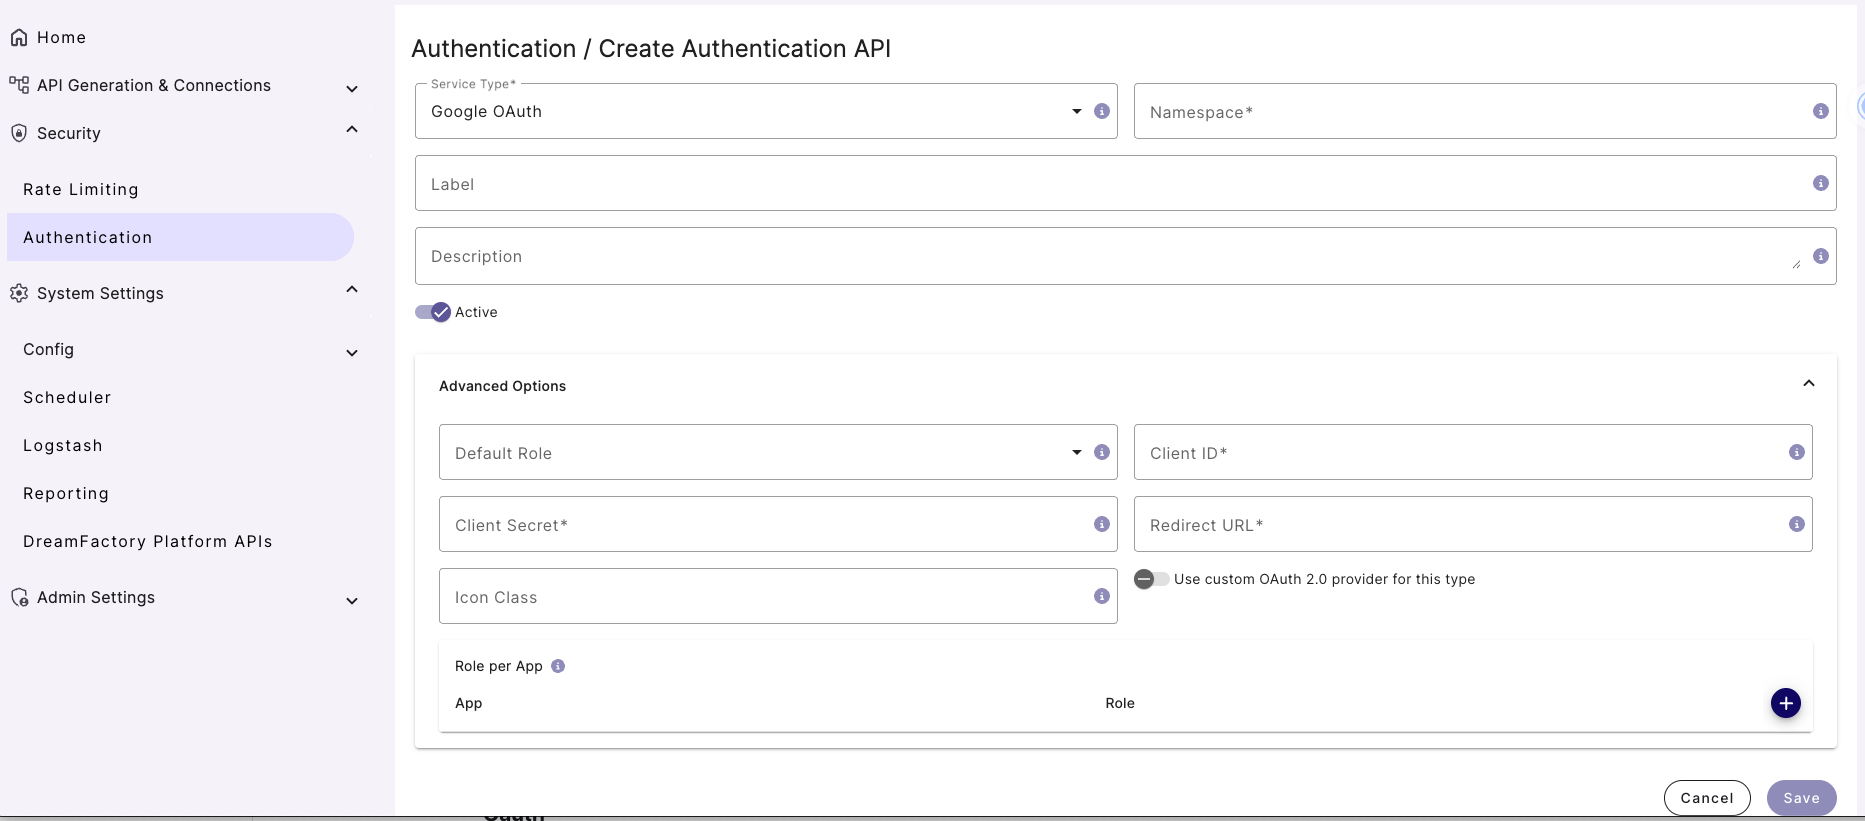 Home
API Generation & Connections
Security
Rate Limiting
Authentication
System Settings
Config
Scheduler
Logstash
Reporting
DreamFactory Platform APIs
Admin Settings
Authentication / Create Authentication API
Service Type*
Google OAuth
Namespace*
Label
Description
Active
Advanced Options
Default Role
Client ID*
Client Secret*
Redirect URL*
Icon Class
Use custom OAuth 2.0 provider for this type
Role per App
App Role
Cancel Save